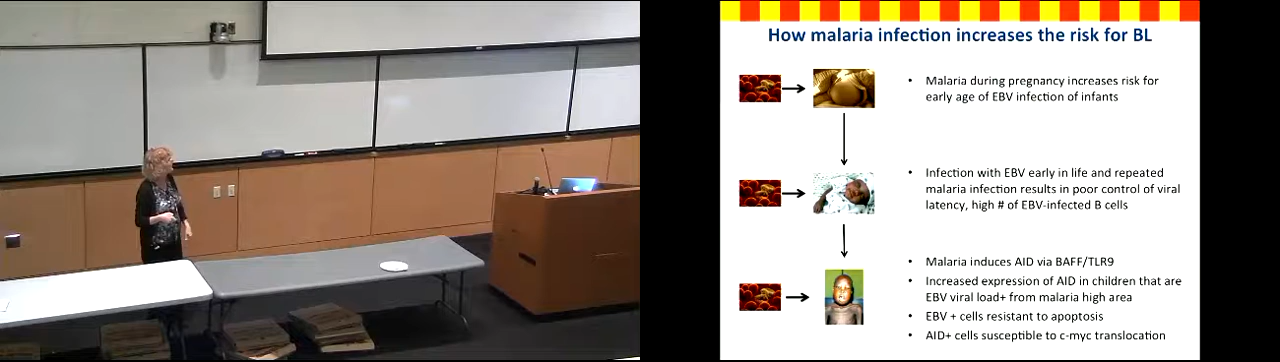 How malaria infection increases the risk for BL
• Malaria during pregnancy increases risk for
early age of EBV infection of infants
• Infection with EBV early in life and repeated
malaria infection results in poor control of viral
latency, high # of EBV-infected B cells
• Malaria induces AID via BAFF/TLR9
• Increased expression of AID in children that are
EBV viral load+ from malaria high area
• EBV + cells resistant to apoptosis
• AID+ cells susceptible to c-myc translocation